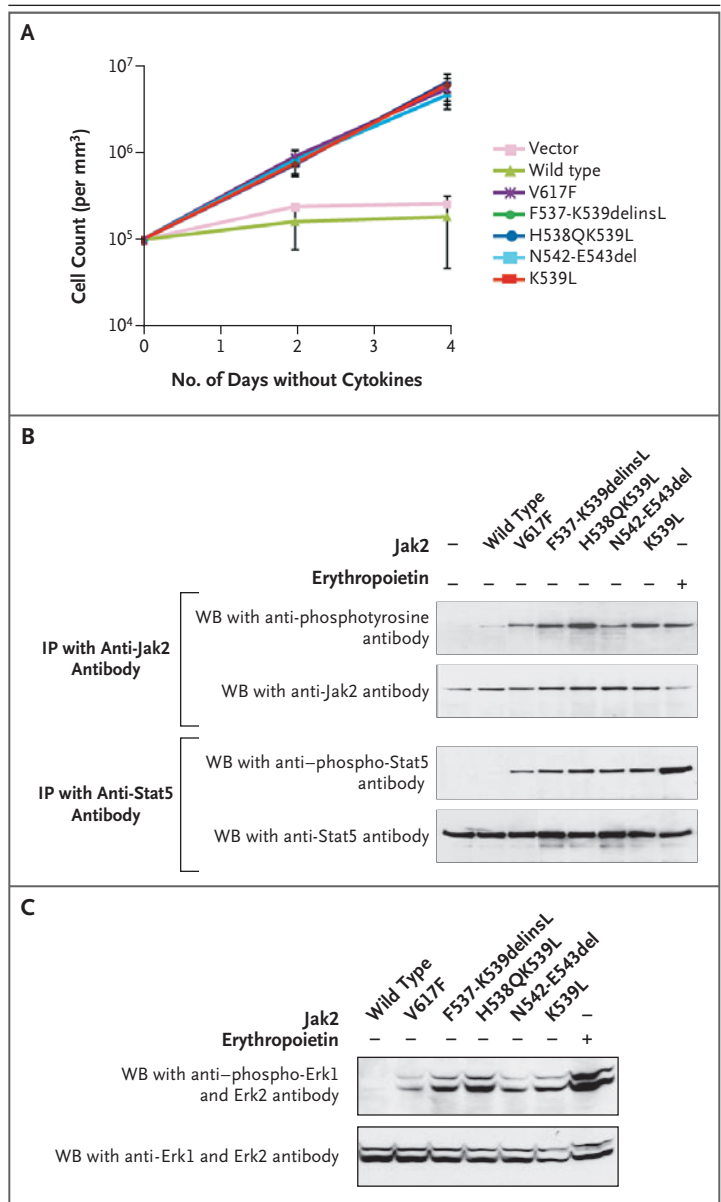 A
10⁷
10⁶
10⁵
10⁴
Cell Count (per mm³)
0 1 2 3 4
No. of Days without Cytokines
Vector
Wild type
V617F
F537-K539delinsL
H538QK539L
N542-E543del
K539L
B
Jak2 – Wild Type V617F F537-K539delinsL H538QK539L N542-E543del K539L –
Erythropoietin – – – – – – – +
IP with Anti-Jak2
Antibody
WB with anti-phosphotyrosine
antibody
WB with anti-Jak2 antibody
IP with Anti-Stat5
Antibody
WB with anti–phospho-Stat5
antibody
WB with anti-Stat5 antibody
C
Jak2 Wild Type V617F F537-K539delinsL H538QK539L N542-E543del K539L –
Erythropoietin – – – – – – +
WB with anti–phospho-Erk1
and Erk2 antibody
WB with anti-Erk1 and Erk2 antibody